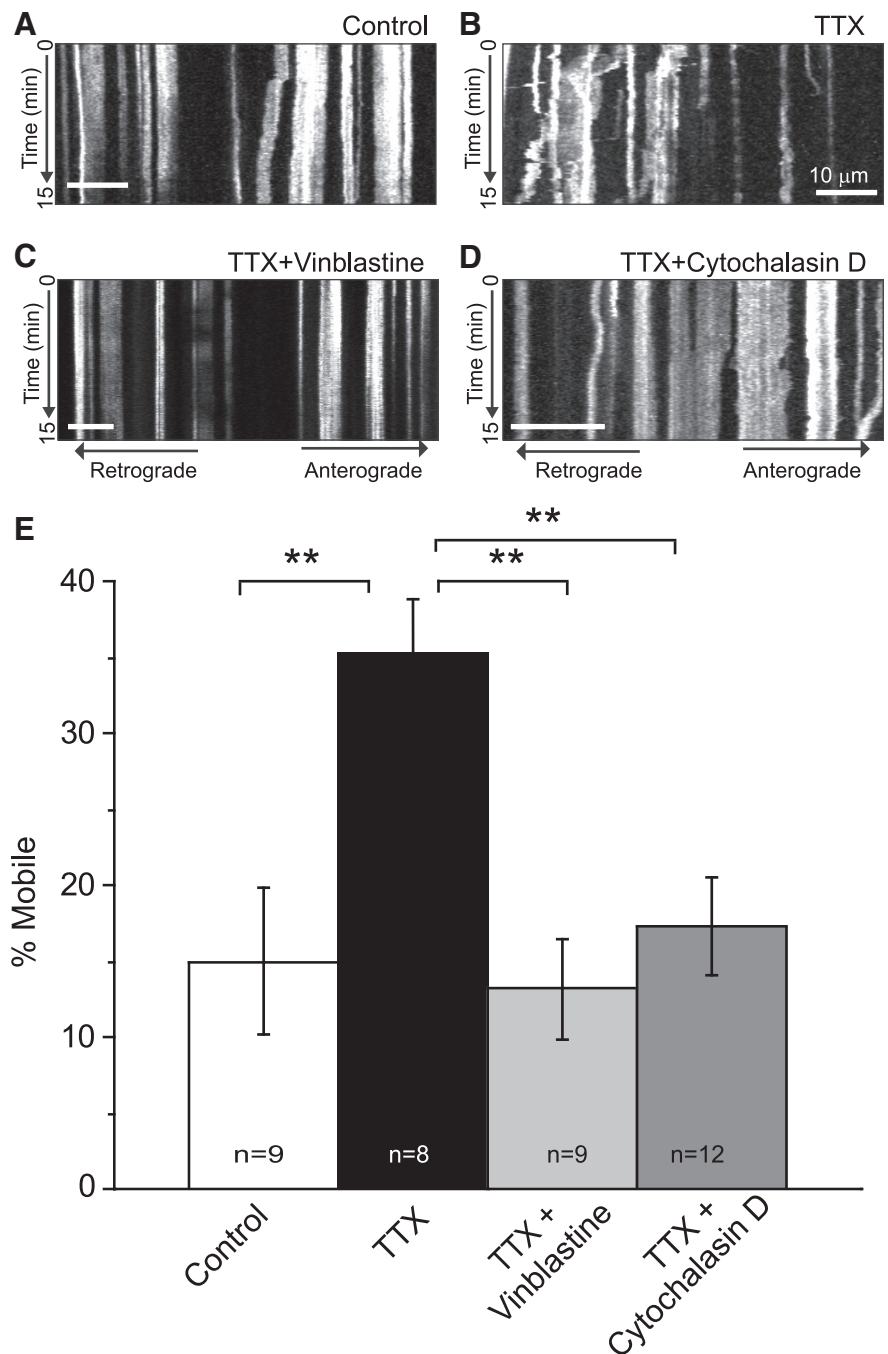 A
Control
0
Time (min)
15
B
TTX
0
Time (min)
15
10 μm
C
TTX+Vinblastine
0
Time (min)
15
Retrograde
Anterograde
D
TTX+Cytochalasin D
0
Time (min)
15
Retrograde
Anterograde
E
**
**
**
% Mobile
40
30
20
10
0
n=9
n=8
n=9
n=12
Control
TTX
TTX +
Vinblastine
TTX +
Cytochalasin D